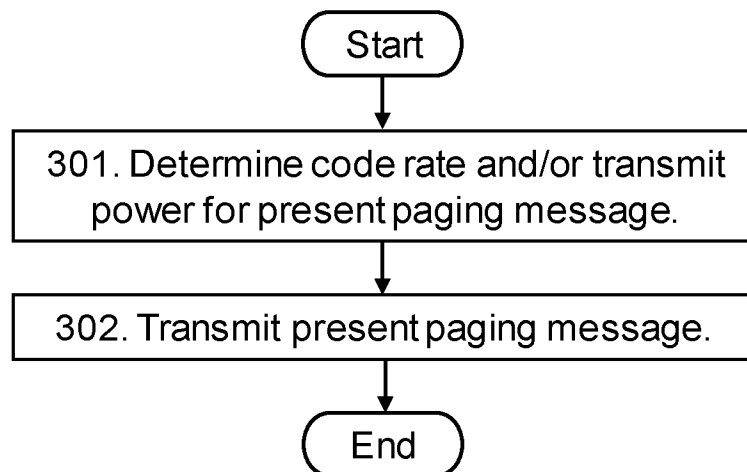 Start
301. Determine code rate and/or transmit
power for present paging message.
302. Transmit present paging message.
End